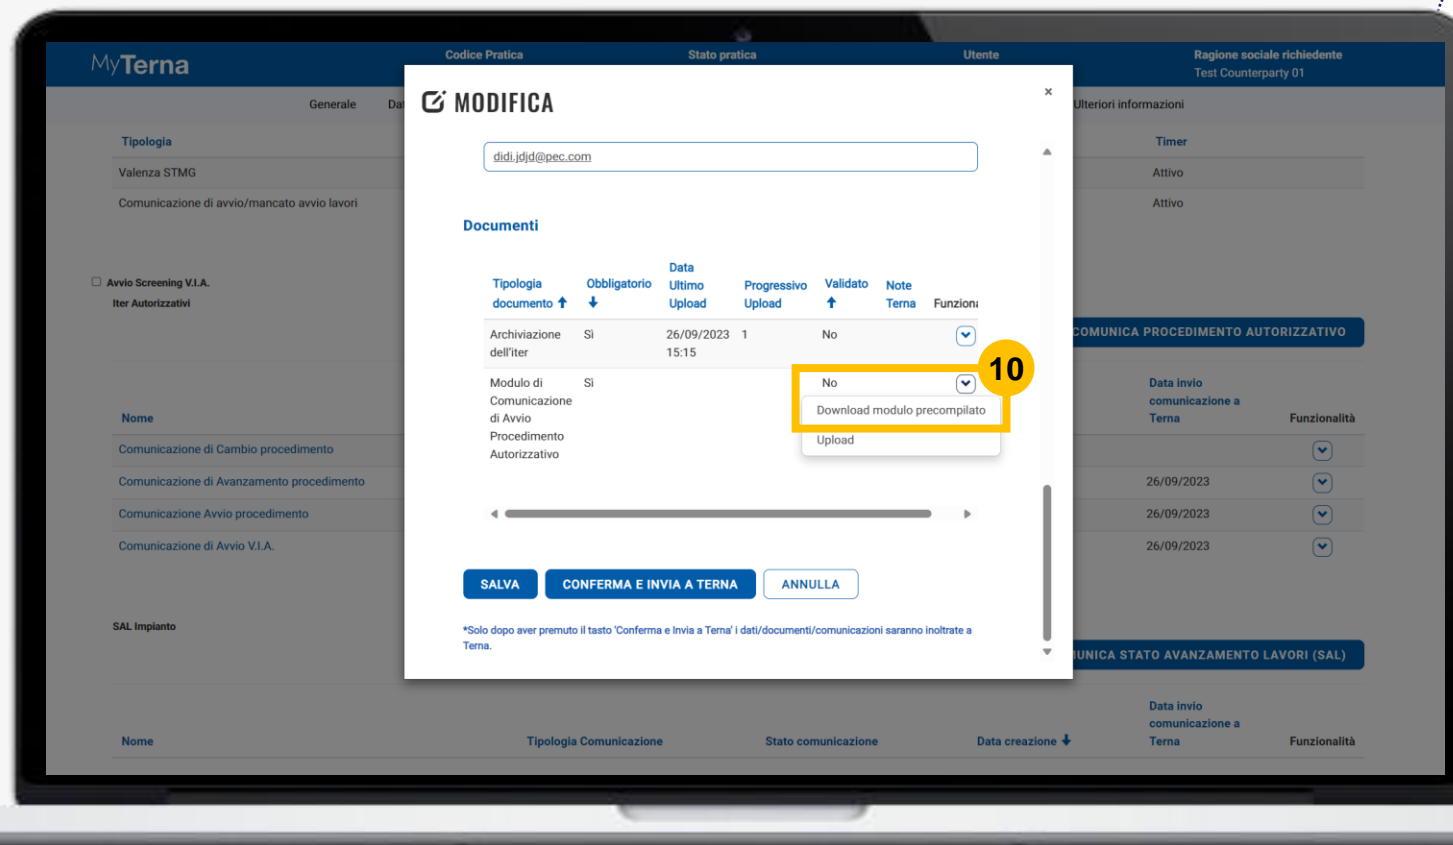 MyTerna
Codice Pratica
Stato pratica
Utente
Ragione sociale richiedente
Test Counterparty 01
Generale
Ulteriori informazioni
MODIFICA
×
Tipologia
Timer
Valenza STMG
Attivo
Comunicazione di avvio/mancato avvio lavori
Attivo
didi.jdjd@pec.com
Documenti
Tipologia documento
Obbligatorio
Data Ultimo Upload
Progressivo Upload
Validato
Note Terna
Funziona
Archiviazione dell'iter
Sì
26/09/2023 15:15
1
No
Modulo di Comunicazione di Avvio Procedimento Autorizzativo
Sì
No
10
Download modulo precompilato
Upload
SALVA
CONFERMA E INVIA A TERNA
ANNULLA
*Solo dopo aver premuto il tasto 'Conferma e Invia a Terna' i dati/documenti/comunicazioni saranno inoltrate a
Terna.
Avvio Screening V.I.A.
Iter Autorizzativi
COMUNICA PROCEDIMENTO AUTORIZZATIVO
Nome
Data invio comunicazione a Terna
Funzionalità
Comunicazione di Cambio procedimento
Comunicazione di Avanzamento procedimento
26/09/2023
Comunicazione Avvio procedimento
26/09/2023
Comunicazione di Avvio V.I.A.
26/09/2023
SAL Impianto
UNICA STATO AVANZAMENTO LAVORI (SAL)
Nome
Tipologia Comunicazione
Stato comunicazione
Data creazione
Data invio comunicazione a Terna
Funzionalità